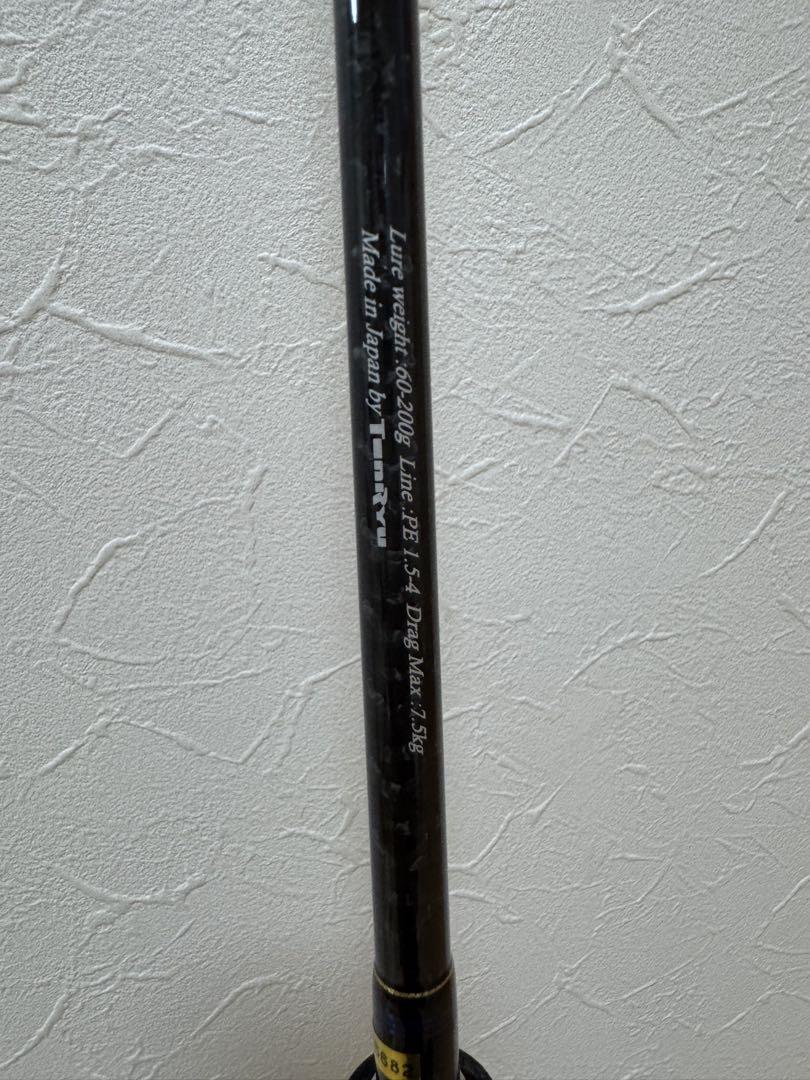 Lure weight :60-200g Line :PE 1.5-4 Drag Max :7.5kg
Made in Japan by TenRyu